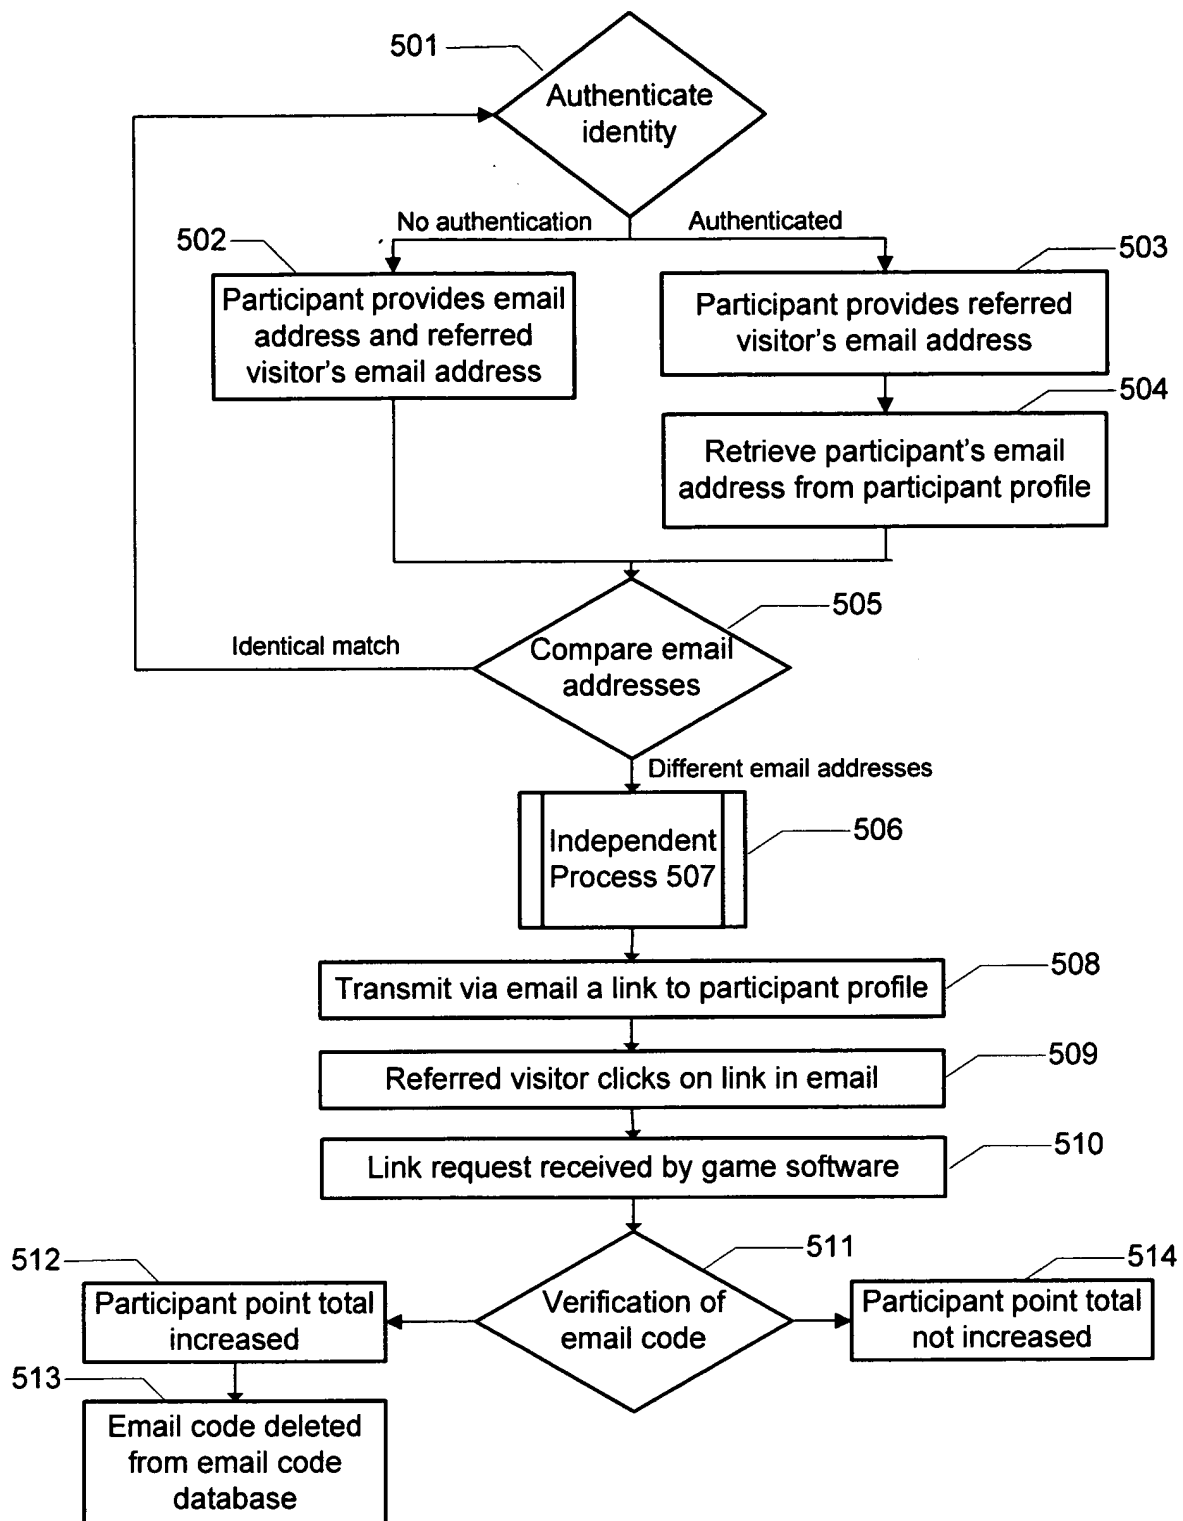 501
Authenticate
identity
No authentication
Authenticated
502
503
Participant provides email
address and referred
visitor's email address
Participant provides referred
visitor's email address
504
Retrieve participant's email
address from participant profile
505
Identical match
Compare email
addresses
Different email addresses
506
Independent
Process 507
508
Transmit via email a link to participant profile
509
Referred visitor clicks on link in email
510
Link request received by game software
512
511
514
Participant point total
increased
Verification of
email code
Participant point total
not increased
513
Email code deleted
from email code
database